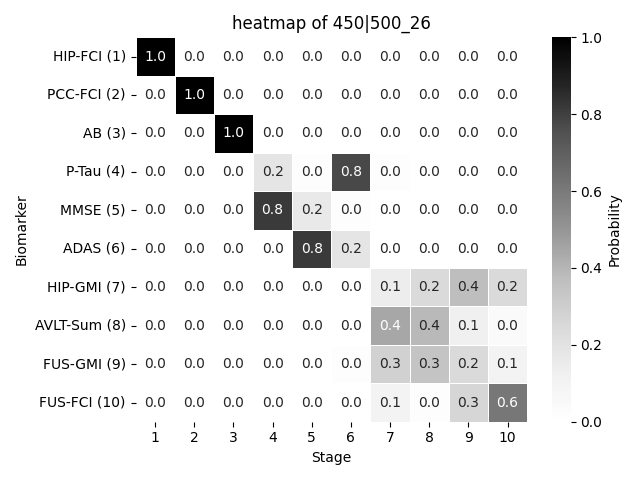 heatmap of 450|500_26
HIP-FCI (1) 1.0 0.0 0.0 0.0 0.0 0.0 0.0 0.0 0.0 0.0
PCC-FCI (2) 0.0 1.0 0.0 0.0 0.0 0.0 0.0 0.0 0.0 0.0
AB (3) 0.0 0.0 1.0 0.0 0.0 0.0 0.0 0.0 0.0 0.0
P-Tau (4) 0.0 0.0 0.0 0.2 0.0 0.8 0.0 0.0 0.0 0.0
MMSE (5) 0.0 0.0 0.0 0.8 0.2 0.0 0.0 0.0 0.0 0.0
ADAS (6) 0.0 0.0 0.0 0.0 0.8 0.2 0.0 0.0 0.0 0.0
HIP-GMI (7) 0.0 0.0 0.0 0.0 0.0 0.0 0.1 0.2 0.4 0.2
AVLT-Sum (8) 0.0 0.0 0.0 0.0 0.0 0.0 0.4 0.4 0.1 0.0
FUS-GMI (9) 0.0 0.0 0.0 0.0 0.0 0.0 0.3 0.3 0.2 0.1
FUS-FCI (10) 0.0 0.0 0.0 0.0 0.0 0.0 0.1 0.0 0.3 0.6
1 2 3 4 5 6 7 8 9 10
Stage
Biomarker
1.0
0.8
0.6
0.4
0.2
0.0
Probability